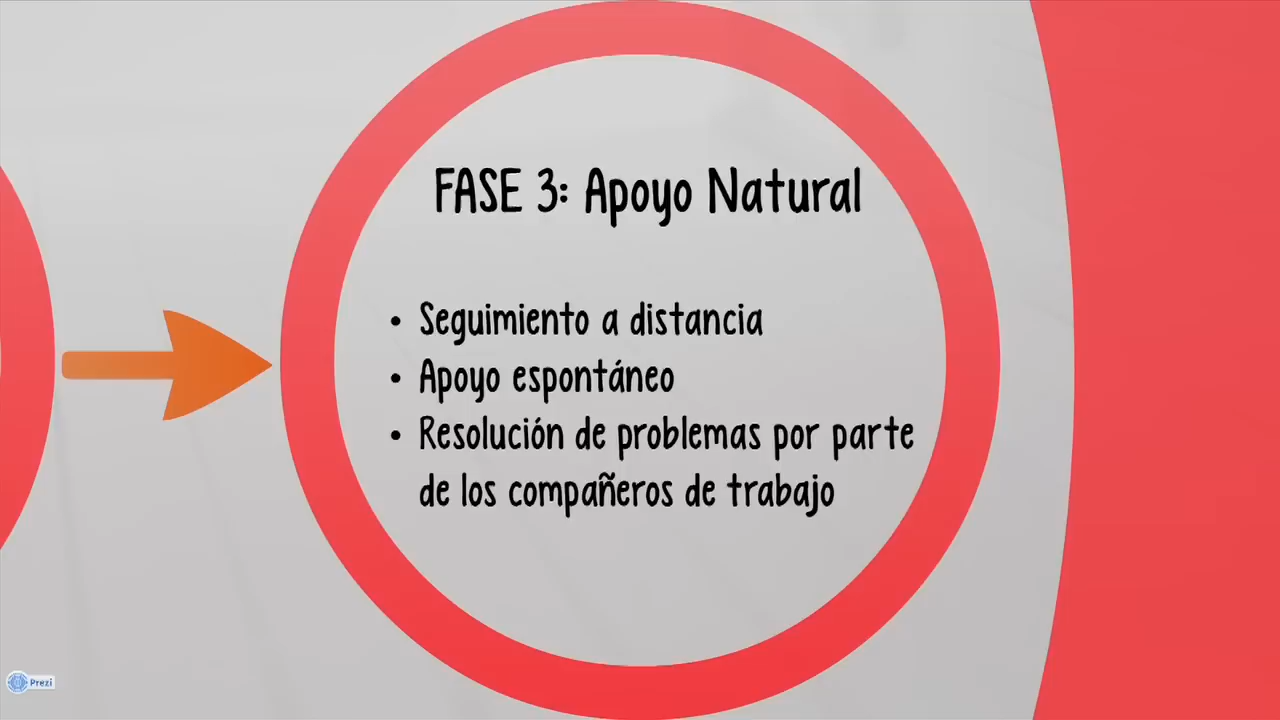 FASE 3: Apoyo Natural
• Seguimiento a distancia
• Apoyo espontáneo
• Resolución de problemas por parte
de los compañeros de trabajo
Prezi